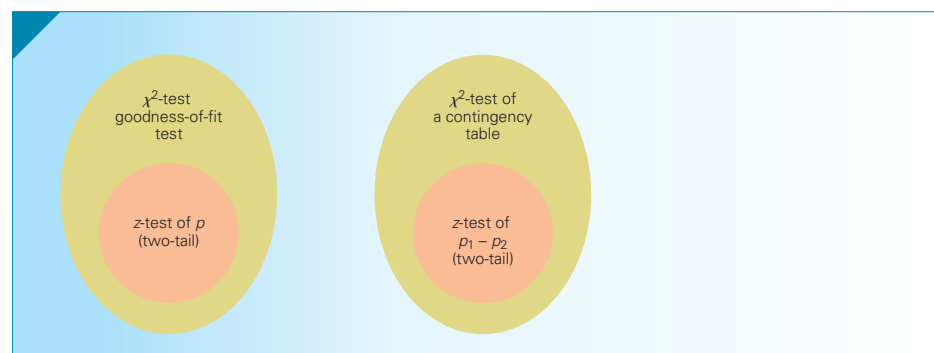 χ²-test
goodness-of-fit
test
z-test of p
(two-tail)
χ²-test of
a contingency
table
z-test of
p₁ – p₂
(two-tail)